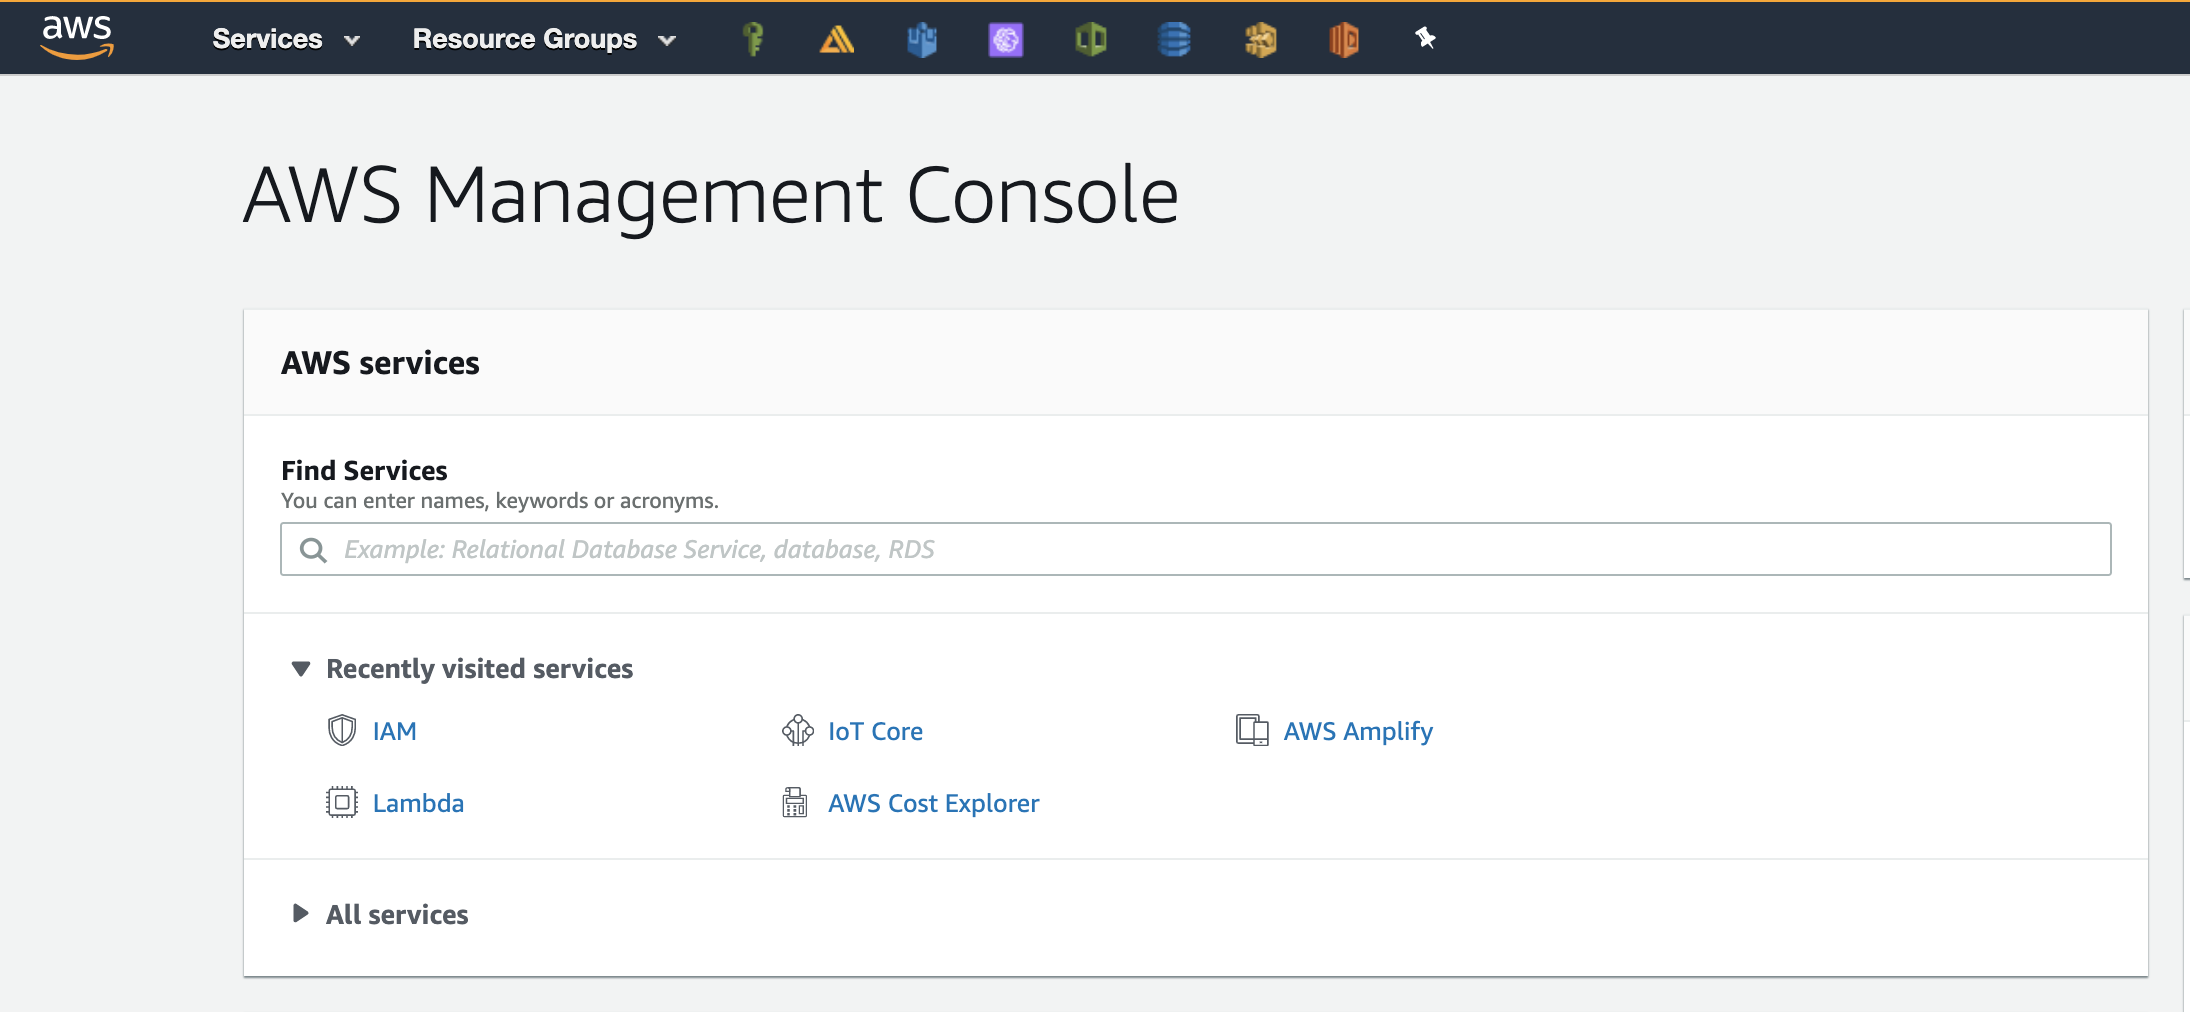 aws
Services
Resource Groups
AWS Management Console
AWS services
Find Services
You can enter names, keywords or acronyms.
Example: Relational Database Service, database, RDS
Recently visited services
IAM
IoT Core
AWS Amplify
Lambda
AWS Cost Explorer
All services